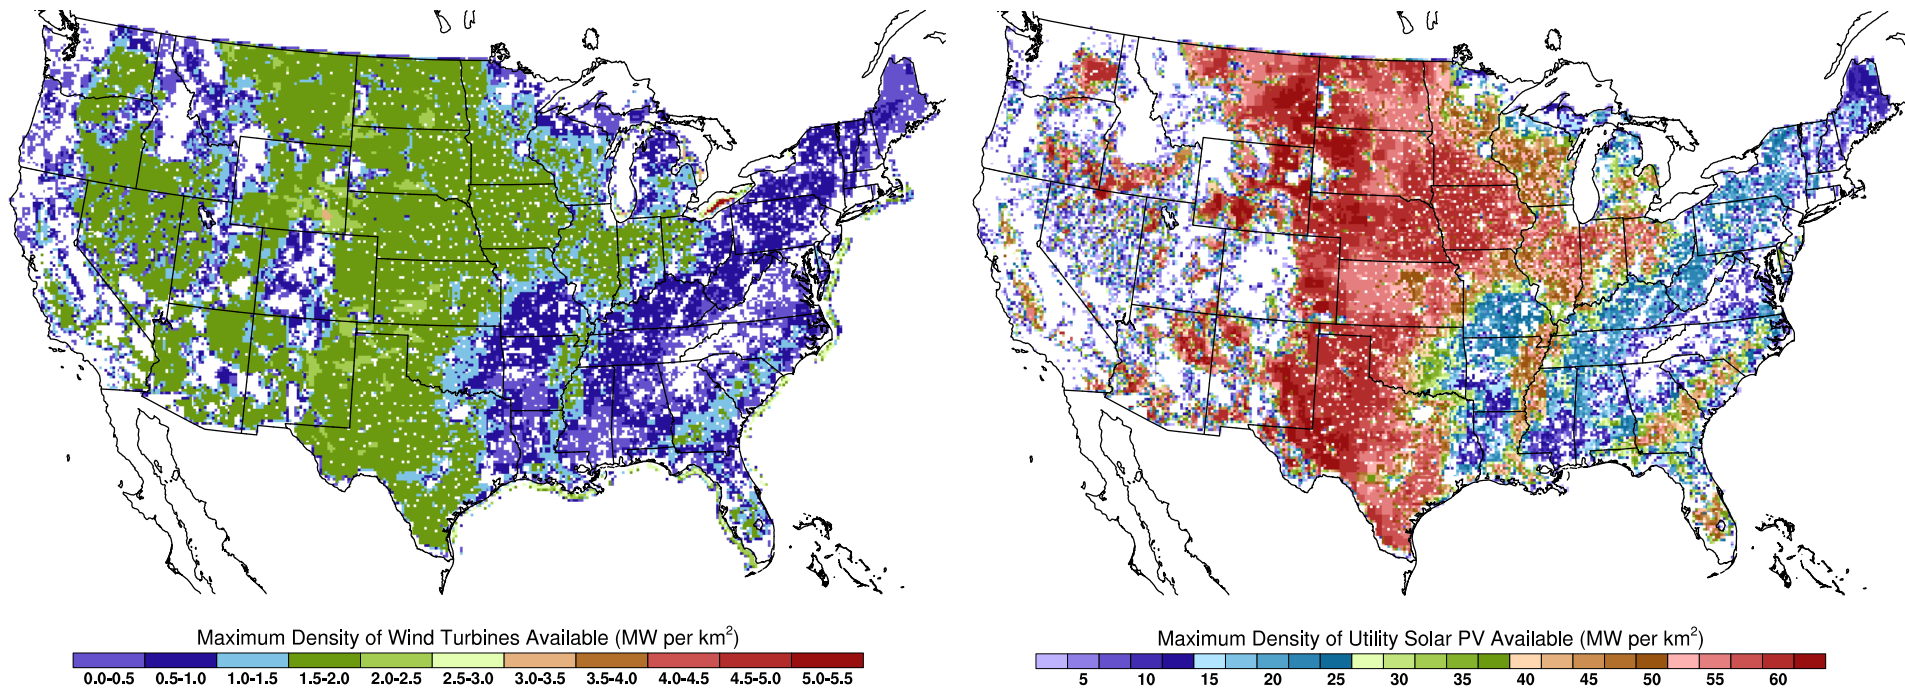 Maximum Density of Wind Turbines Available (MW per km²)
0.0-0.5 0.5-1.0 1.0-1.5 1.5-2.0 2.0-2.5 2.5-3.0 3.0-3.5 3.5-4.0 4.0-4.5 4.5-5.0 5.0-5.5
Maximum Density of Utility Solar PV Available (MW per km²)
5 10 15 20 25 30 35 40 45 50 55 60